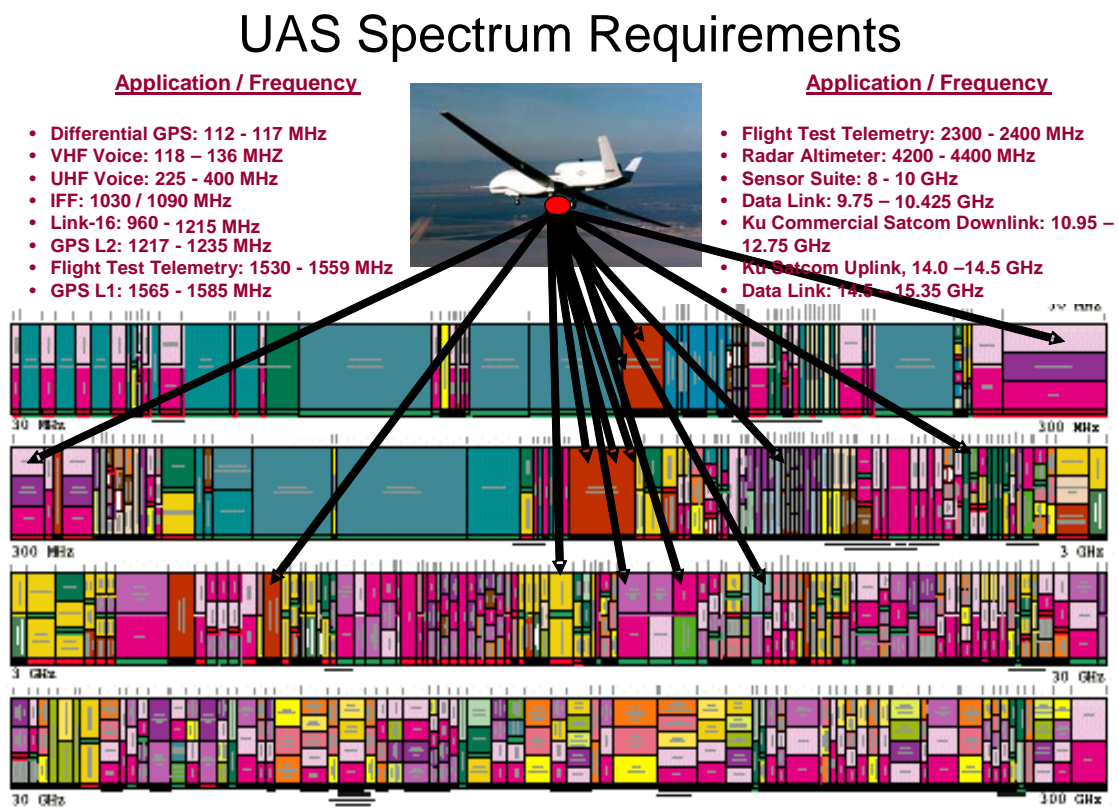 UAS Spectrum Requirements
Application / Frequency
• Differential GPS: 112 - 117 MHz
• VHF Voice: 118 – 136 MHZ
• UHF Voice: 225 - 400 MHz
• IFF: 1030 / 1090 MHz
• Link-16: 960 - 1215 MHz
• GPS L2: 1217 - 1235 MHz
• Flight Test Telemetry: 1530 - 1559 MHz
• GPS L1: 1565 - 1585 MHz
Application / Frequency
• Flight Test Telemetry: 2300 - 2400 MHz
• Radar Altimeter: 4200 - 4400 MHz
• Sensor Suite: 8 - 10 GHz
• Data Link: 9.75 – 10.425 GHz
• Ku Commercial Satcom Downlink: 10.95 –
12.75 GHz
• Ku Satcom Uplink, 14.0 –14.5 GHz
• Data Link: 14.5 – 15.35 GHz
30 MHz
300 MHz
300 MHz
3 GHz
3 GHz
30 GHz
30 GHz
300 GHz